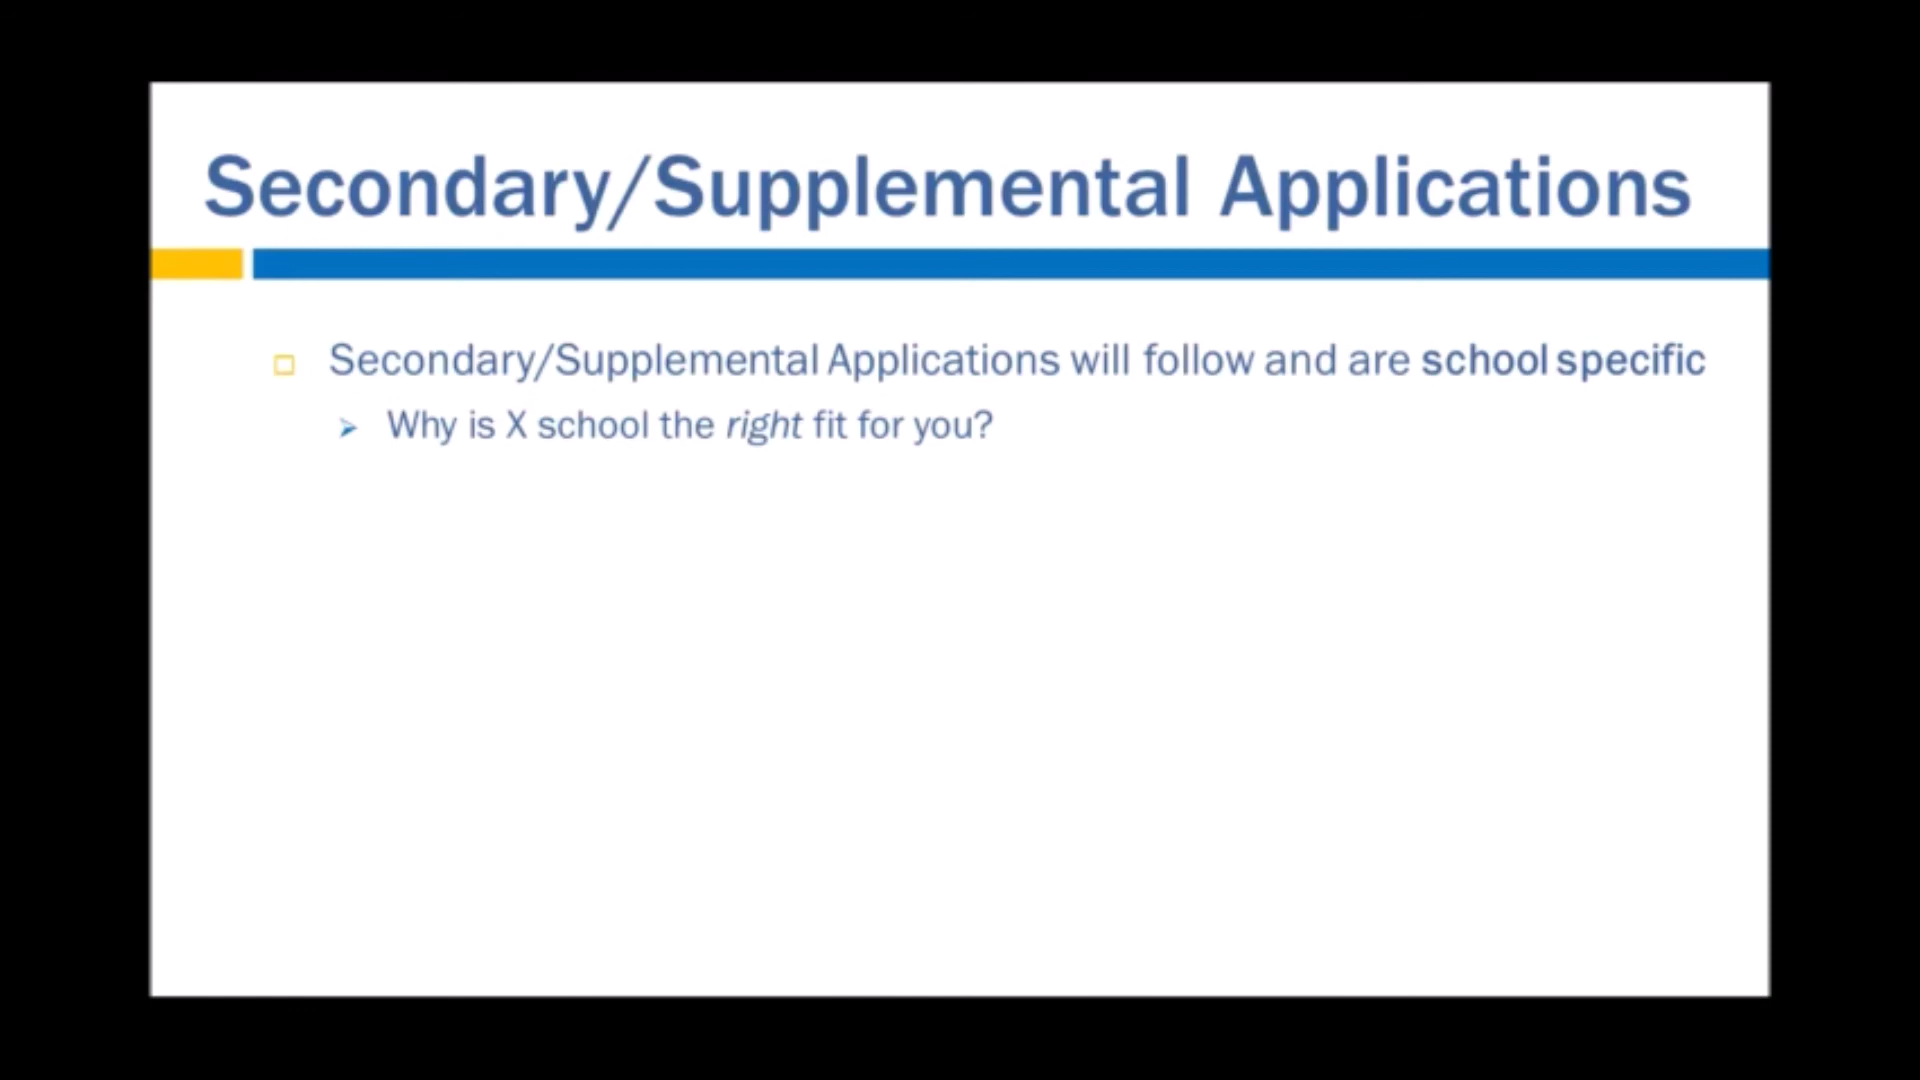 Secondary/Supplemental Applications
Secondary/Supplemental Applications will follow and are school specific
Why is X school the right fit for you?